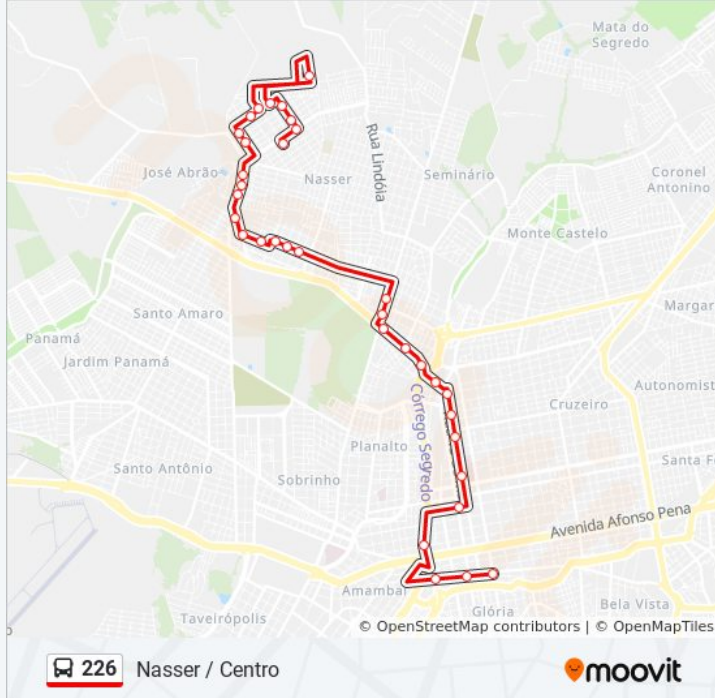 Mata do
Segredo
Rua Lindóia
José Abrão
Nasser
Seminário
Coronel
Antonino
Monte Castelo
Santo Amaro
Margar
Panamá
Jardim Panamá
Autonomist
Cruzeiro
Córrego Segredo
Planalto
Santo Antônio
Sobrinho
Santa Fe
Avenida Afonso Pena
Amambai
Glória
Bela Vista
Taveirópolis
© OpenStreetMap contributors | © OpenMapTiles
226 Nasser / Centro
moovit